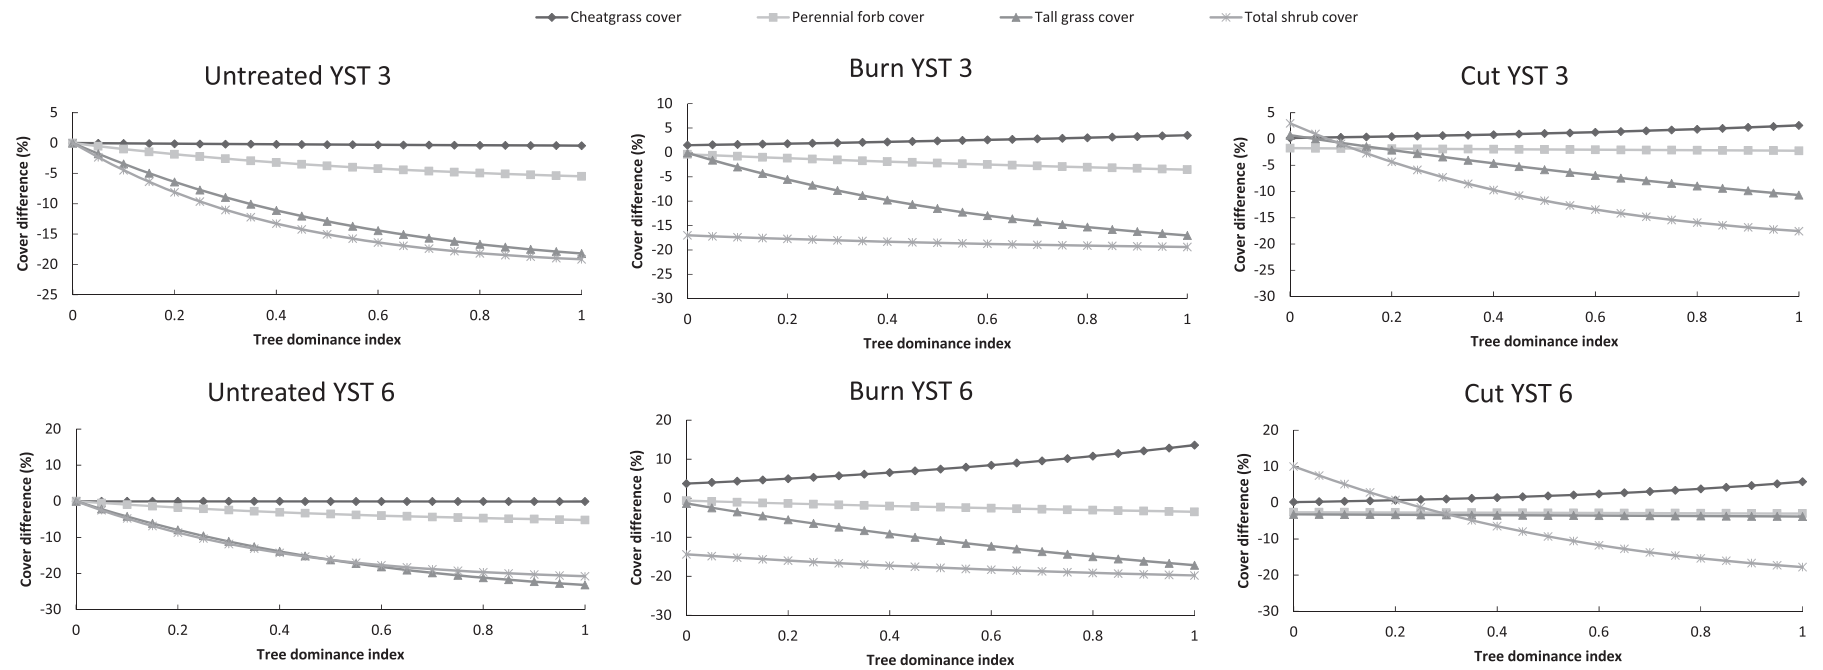 Cheatgrass cover Perennial forb cover Tall grass cover Total shrub cover
Untreated YST 3
Cover difference (%)
5
0
-5
-10
-15
-20
-25
0 0.2 0.4 0.6 0.8 1
Tree dominance index
Burn YST 3
Cover difference (%)
10
5
0
-5
-10
-15
-20
-25
-30
0 0.2 0.4 0.6 0.8 1
Tree dominance index
Cut YST 3
Cover difference (%)
5
0
-5
-10
-15
-20
-25
-30
0 0.2 0.4 0.6 0.8 1
Tree dominance index
Untreated YST 6
Cover difference (%)
20
10
0
-10
-20
-30
0 0.2 0.4 0.6 0.8 1
Tree dominance index
Burn YST 6
Cover difference (%)
20
10
0
-10
-20
-30
0 0.2 0.4 0.6 0.8 1
Tree dominance index
Cut YST 6
Cover difference (%)
20
10
0
-10
-20
-30
0 0.2 0.4 0.6 0.8 1
Tree dominance index